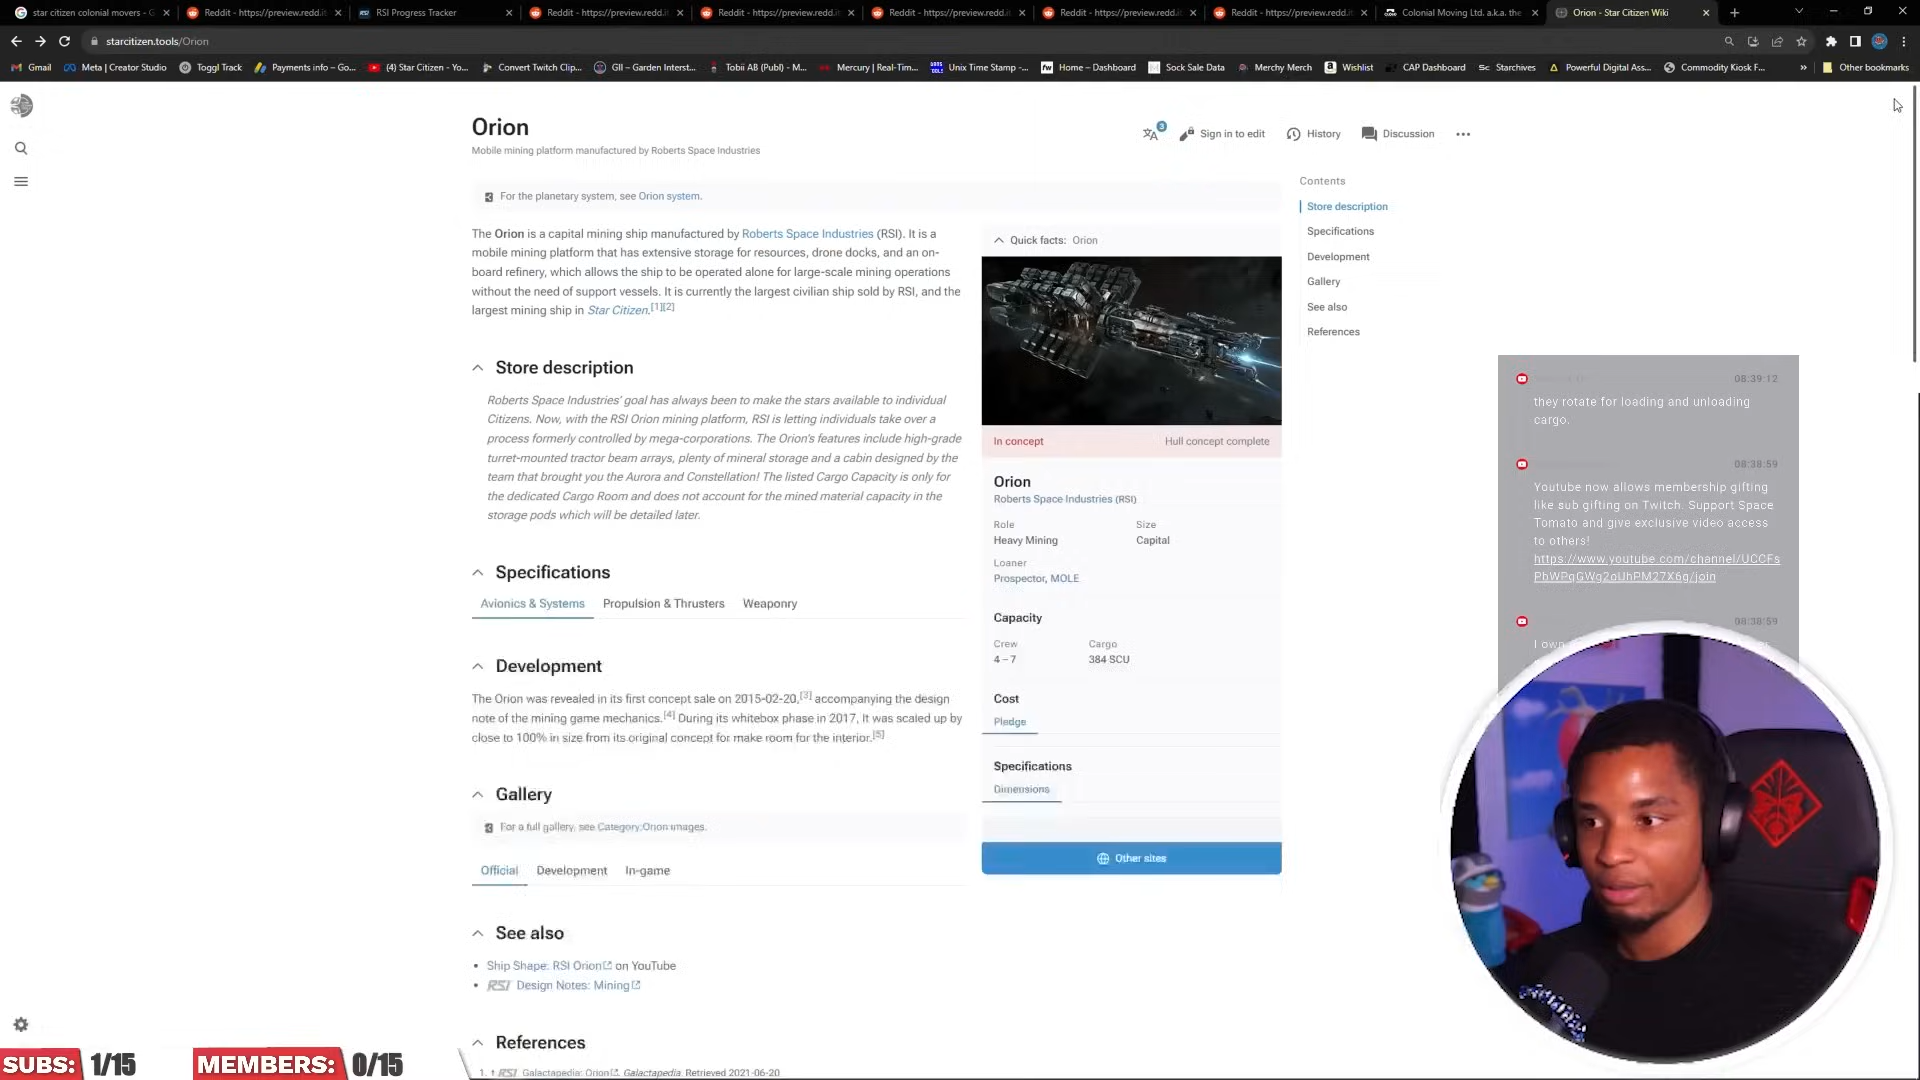 star citizen colonial movers - G
Reddit - https://preview.redd.it
RSI Progress Tracker
Reddit - https://preview.redd.i
Reddit - https://preview.redd.i
Reddit - https://preview.redd.i
Reddit - https://preview.redd.i
Reddit - https://preview.redd.i
Colonial Moving Ltd. a.k.a. the
Orion - Star Citizen Wiki
starcitizen.tools/Orion
Gmail
Meta | Creator Studio
Toggl Track
Payments info – Go...
(4) Star Citizen - Yo...
Convert Twitch Clip...
GII – Garden Interst...
Tobii AB (Publ) - M...
Mercury | Real-Tim...
Unix Time Stamp -...
Home – Dashboard
Sock Sale Data
Merchy Merch
Wishlist
CAP Dashboard
Starchives
Powerful Digital Ass...
Commodity Kiosk F...
Other bookmarks
Orion
Mobile mining platform manufactured by Roberts Space Industries
3
Sign in to edit
History
Discussion
For the planetary system, see Orion system.
The Orion is a capital mining ship manufactured by Roberts Space Industries (RSI). It is a
mobile mining platform that has extensive storage for resources, drone docks, and an on-
board refinery, which allows the ship to be operated alone for large-scale mining operations
without the need of support vessels. It is currently the largest civilian ship sold by RSI, and the
largest mining ship in Star Citizen.[1][2]
Store description
Roberts Space Industries' goal has always been to make the stars available to individual
Citizens. Now, with the RSI Orion mining platform, RSI is letting individuals take over a
process formerly controlled by mega-corporations. The Orion's features include high-grade
turret-mounted tractor beam arrays, plenty of mineral storage and a cabin designed by the
team that brought you the Aurora and Constellation! The listed Cargo Capacity is only for
the dedicated Cargo Room and does not account for the mined material capacity in the
storage pods which will be detailed later.
Specifications
Avionics & Systems
Propulsion & Thrusters
Weaponry
Development
The Orion was revealed in its first concept sale on 2015-02-20,[3] accompanying the design
note of the mining game mechanics.[4] During its whitebox phase in 2017, It was scaled up by
close to 100% in size from its original concept for make room for the interior.[5]
Gallery
For a full gallery, see Category:Orion images.
Official
Development
In-game
See also
Ship Shape: RSI Orion on YouTube
RSI Design Notes: Mining
References
1. ↑ RSI Galactapedia: Orion. Galactapedia. Retrieved 2021-06-20
Quick facts: Orion
In concept
Hull concept complete
Orion
Roberts Space Industries (RSI)
Role
Size
Heavy Mining
Capital
Loaner
Prospector, MOLE
Capacity
Crew
Cargo
4 – 7
384 SCU
Cost
Pledge
Specifications
Dimensions
Other sites
Contents
Store description
Specifications
Development
Gallery
See also
References
08:39:12
they rotate for loading and unloading
cargo.
08:38:59
Youtube now allows membership gifting
like sub gifting on Twitch. Support Space
Tomato and give exclusive video access
to others!
https://www.youtube.com/channel/UCCFs
PbWPqGWg2oUhPM27X6g/join
08:38:59
I own
SUBS: 1/15
MEMBERS: 0/15